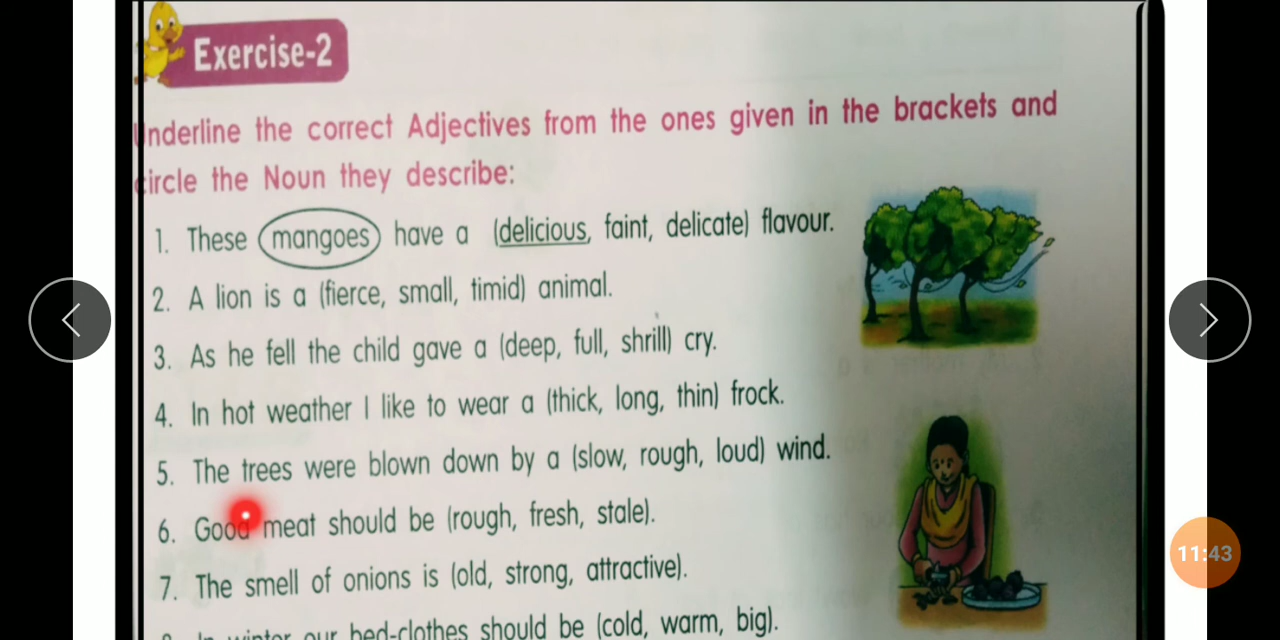 Exercise-2
Underline the correct Adjectives from the ones given in the brackets and
circle the Noun they describe:
1. These mangoes have a (delicious, faint, delicate) flavour.
2. A lion is a (fierce, small, timid) animal.
3. As he fell the child gave a (deep, full, shrill) cry.
4. In hot weather I like to wear a (thick, long, thin) frock.
5. The trees were blown down by a (slow, rough, loud) wind.
6. Good meat should be (rough, fresh, stale).
7. The smell of onions is (old, strong, attractive).
8. In winter our bed-clothes should be (cold, warm, big).
11:43